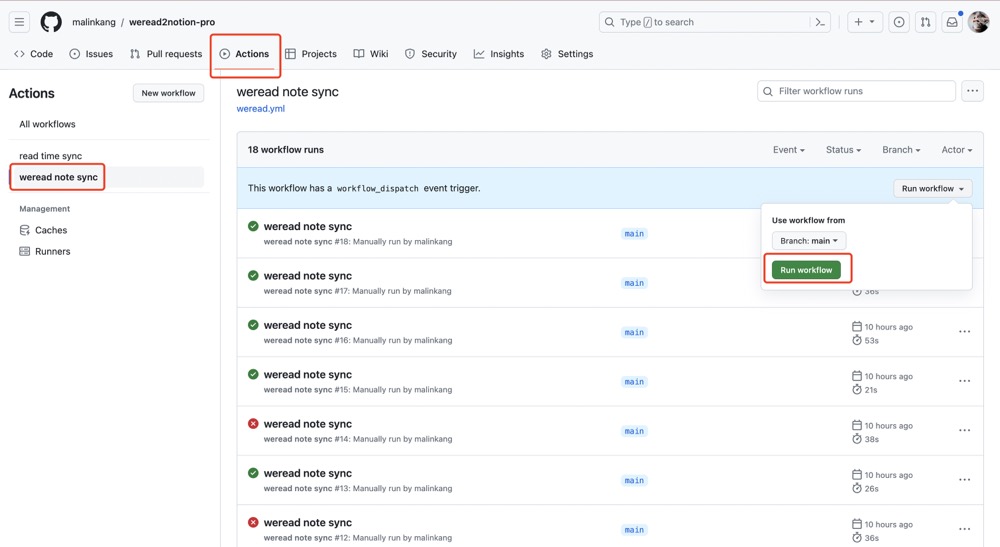 malinkang / weread2notion-pro
Type / to search
Code
Issues
Pull requests
Actions
Projects
Wiki
Security
Insights
Settings
Actions
New workflow
All workflows
read time sync
weread note sync
Management
Caches
Runners
weread note sync
weread.yml
Filter workflow runs
18 workflow runs
Event
Status
Branch
Actor
This workflow has a workflow_dispatch event trigger.
Run workflow
Use workflow from
Branch: main
Run workflow
weread note sync
weread note sync #18: Manually run by malinkang
main
weread note sync
weread note sync #17: Manually run by malinkang
main
36s
weread note sync
weread note sync #16: Manually run by malinkang
main
10 hours ago
53s
weread note sync
weread note sync #15: Manually run by malinkang
main
10 hours ago
21s
weread note sync
weread note sync #14: Manually run by malinkang
main
10 hours ago
38s
weread note sync
weread note sync #13: Manually run by malinkang
main
10 hours ago
26s
weread note sync
weread note sync #12: Manually run by malinkang
main
10 hours ago
36s